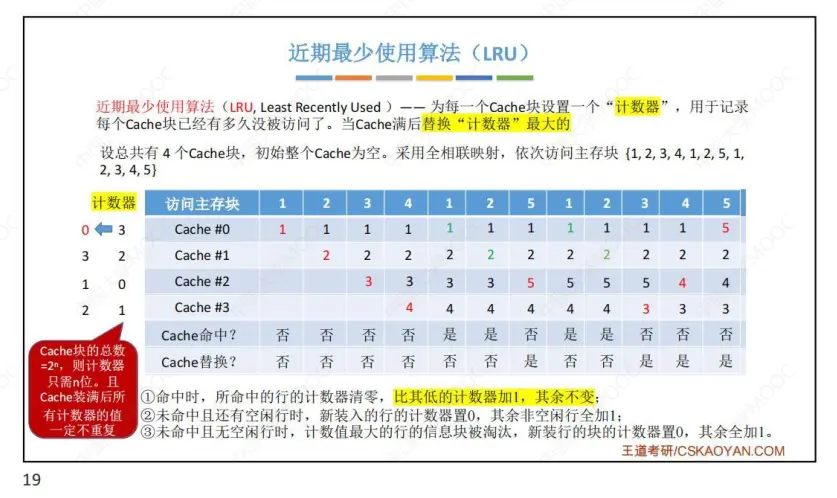 近期最少使用算法（LRU）
近期最少使用算法（LRU, Least Recently Used ）—— 为每一个Cache块设置一个“计数器”，用于记录
每个Cache块已经有多久没被访问了。当Cache满后替换“计数器”最大的
设总共有 4 个Cache块，初始整个Cache为空。采用全相联映射，依次访问主存块 {1, 2, 3, 4, 1, 2, 5, 1,
2, 3, 4, 5}
计数器 访问主存块 1 2 3 4 1 2 5 1 2 3 4 5
0 3 Cache #0 1 1 1 1 1 1 1 1 1 1 1 5
3 2 Cache #1 2 2 2 2 2 2 2 2 2 2 2
1 0 Cache #2 3 3 3 3 5 5 5 5 4 4
2 1 Cache #3 4 4 4 4 4 4 3 3 3
Cache命中？ 否 否 否 否 是 是 否 是 是 否 否 否
Cache替换？ 否 否 否 否 否 否 是 否 否 是 是 是
Cache块的总数
=2ⁿ，则计数器
只需n位。且
Cache装满后所
有计数器的值
一定不重复
①命中时，所命中的行的计数器清零，比其低的计数器加1，其余不变；
②未命中且还有空闲行时，新装入的行的计数器置0，其余非空闲行全加1；
③未命中且无空闲行时，计数值最大的行的信息块被淘汰，新装行的块的计数器置0，其余全加1。
王道考研/CSKAOYAN.COM
19